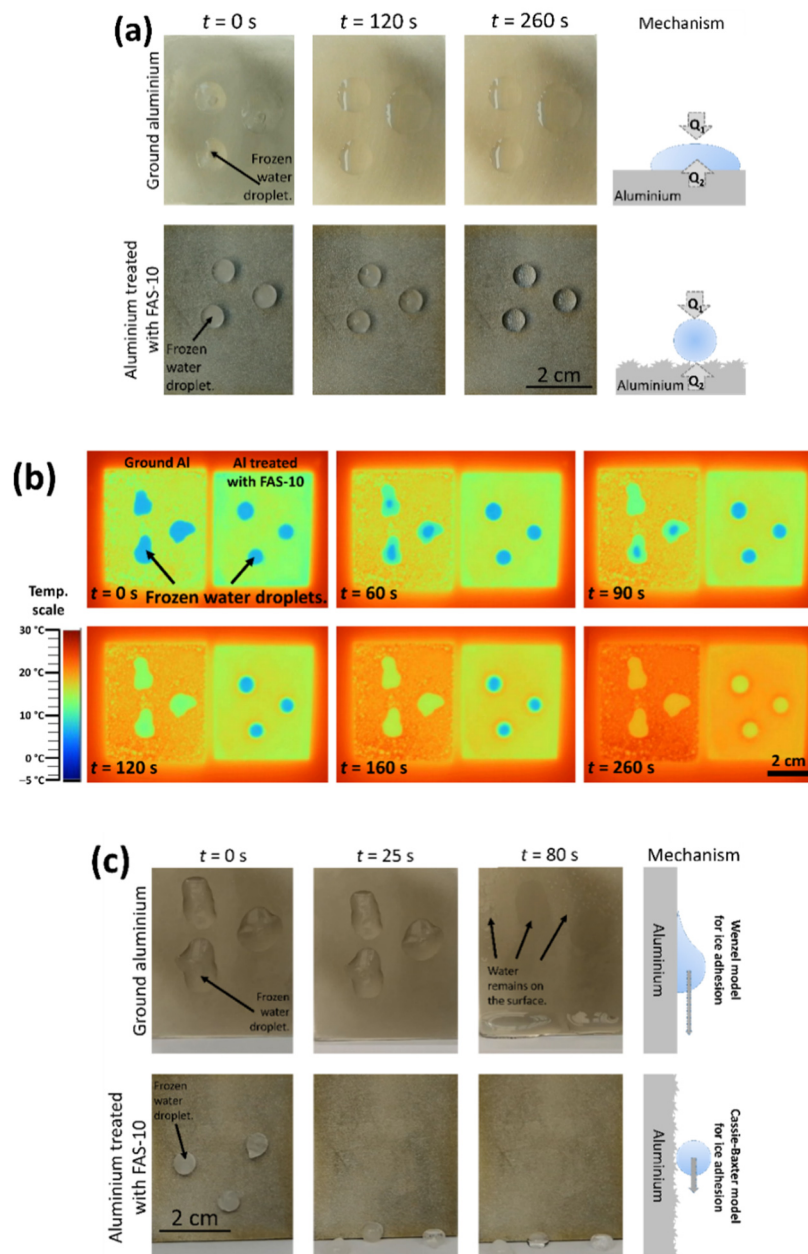 (a)
t = 0 s
t = 120 s
t = 260 s
Mechanism
Ground aluminium
Frozen
water
droplet.
Q1
Q2
Aluminium
Aluminium treated
with FAS-10
Frozen
water
droplet.
2 cm
Q1
Aluminium
Q2
(b)
Ground Al
Al treated
with FAS-10
Frozen water droplets.
t = 0 s
t = 60 s
t = 90 s
Temp.
scale
30 °C
20 °C
10 °C
0 °C
−5 °C
t = 120 s
t = 160 s
t = 260 s
2 cm
(c)
t = 0 s
t = 25 s
t = 80 s
Mechanism
Ground aluminium
Frozen
water
droplet.
Water
remains on
the surface.
Aluminium
Wenzel model
for ice adhesion
Aluminium treated
with FAS-10
Frozen
water
droplet.
2 cm
Aluminium
Cassie-Baxter model
for ice adhesion